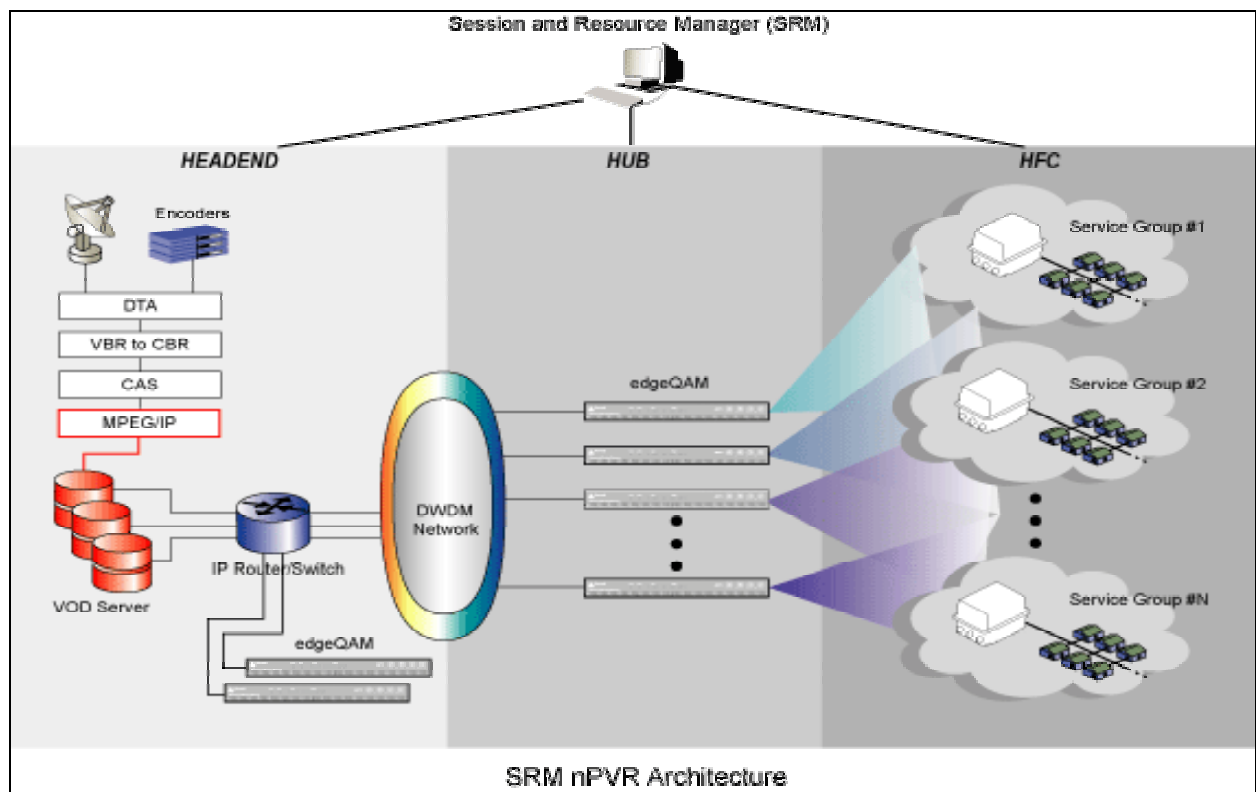 Session and Resource Manager (SRM)
HEADEND
HUB
HFC
Encoders
DTA
VBR to CBR
CAS
MPEG/IP
VOD Server
IP Router/Switch
edgeQAM
DWDM
Network
edgeQAM
Service Group #1
Service Group #2
Service Group #N
SRM nPVR Architecture